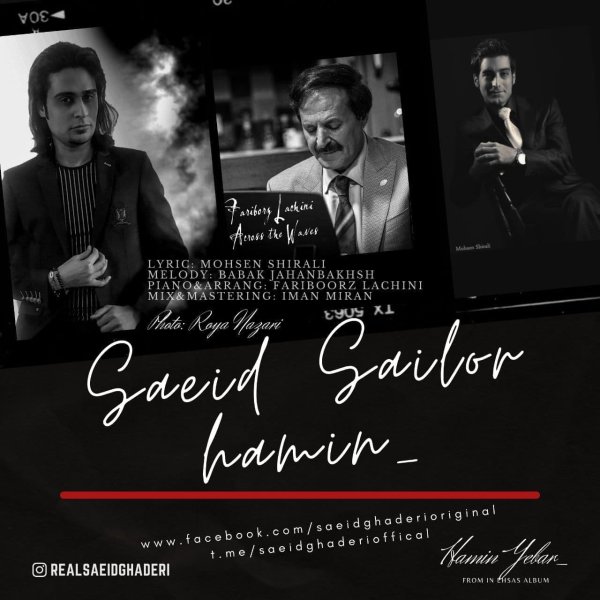 30A
Fariborz Lachini
Across the Waves
Mohsen Shirali
LYRIC: MOHSEN SHIRALI
MELODY: BABAK JAHANBAKHSH
PIANO&ARRANG: FARIBOORZ LACHINI
MIX&MASTERING: IMAN MIRAN
Photo: Roya Nazari
TX 5063
Saeid Sailor
hamin_
www.facebook.com/saeidghaderioriginal
t.me/saeidghaderioffical
REALSAEIDGHADERI
Hamin Yebar_
FROM IN EHSAS ALBUM